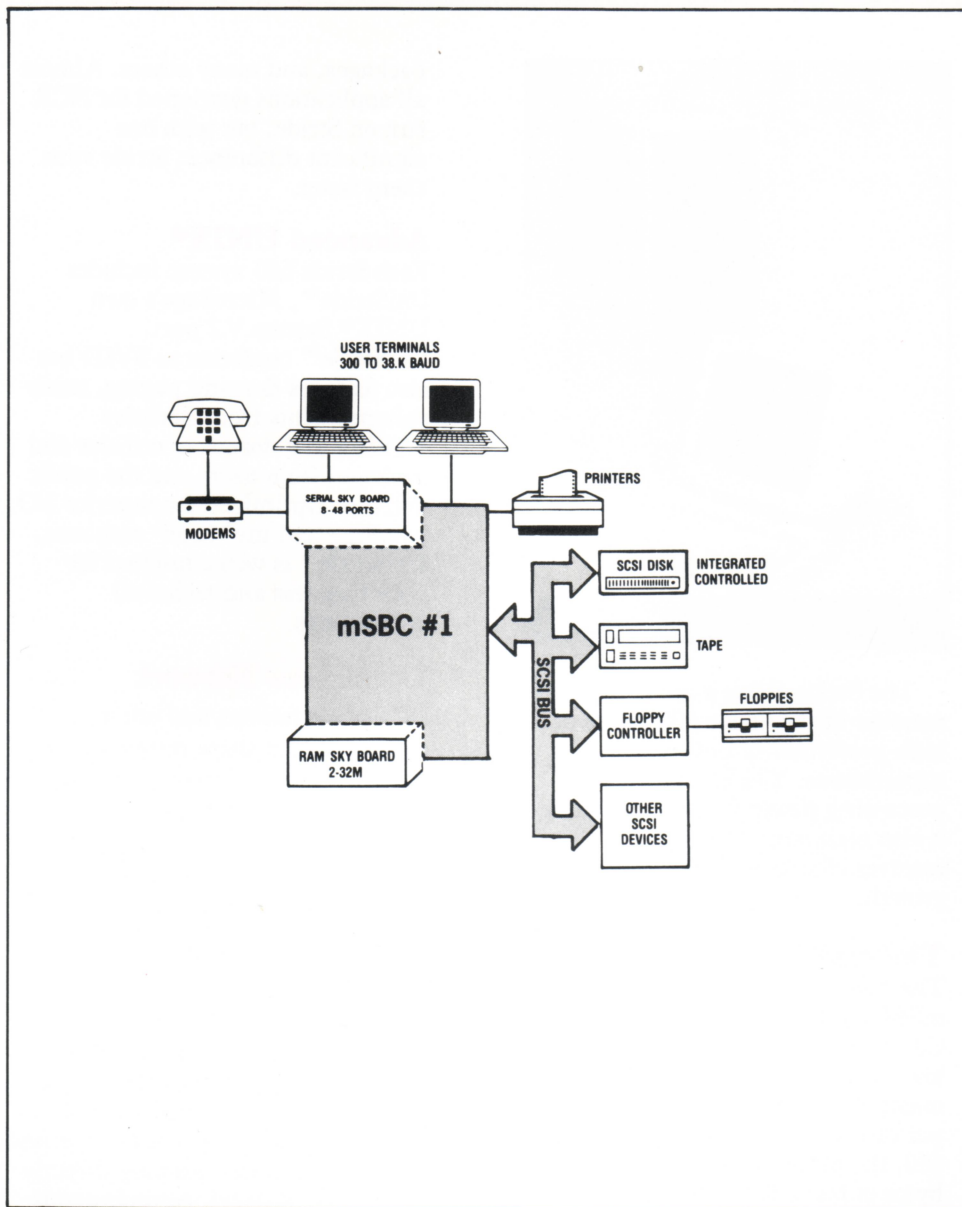 USER TERMINALS
300 TO 38.K BAUD
SERIAL SKY BOARD
8-48 PORTS
PRINTERS
MODEMS
SCSI DISK
INTEGRATED
CONTROLLED
mSBC #1
TAPE
SCSI BUS
FLOPPIES
FLOPPY
CONTROLLER
RAM SKY BOARD
2-32M
OTHER
SCSI
DEVICES